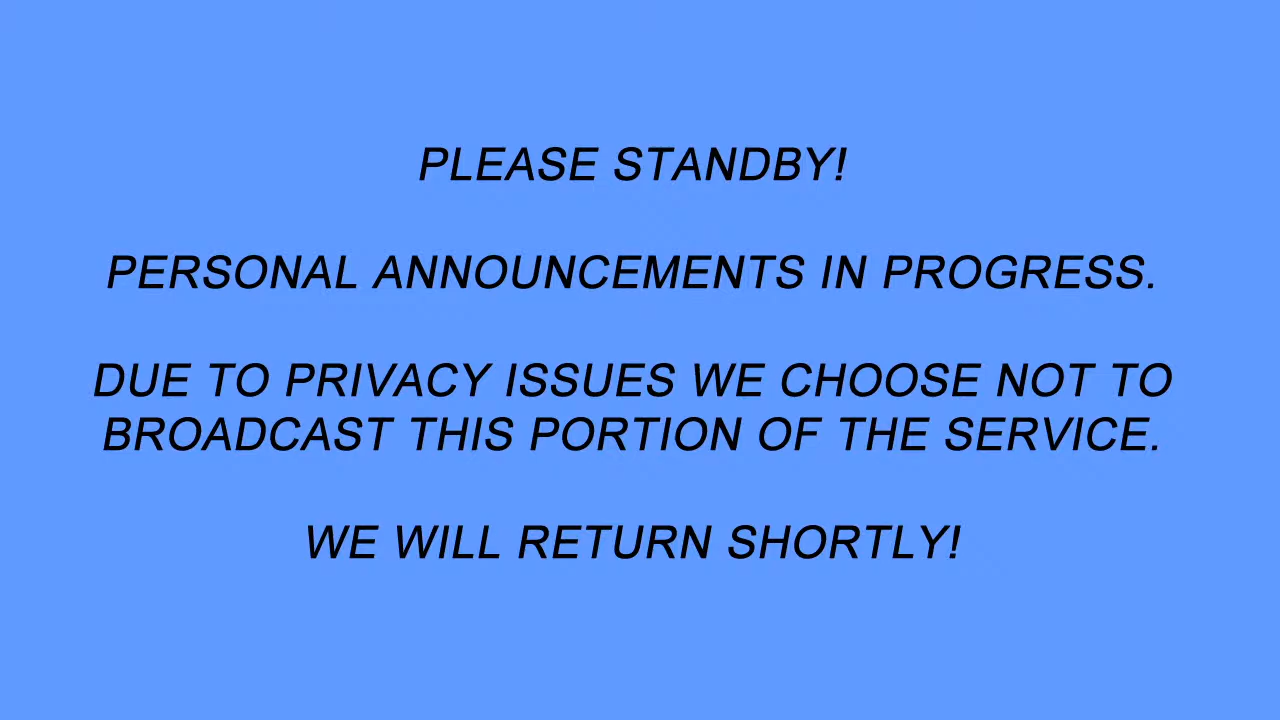 PLEASE STANDBY!
PERSONAL ANNOUNCEMENTS IN PROGRESS.
DUE TO PRIVACY ISSUES WE CHOOSE NOT TO
BROADCAST THIS PORTION OF THE SERVICE.
WE WILL RETURN SHORTLY!